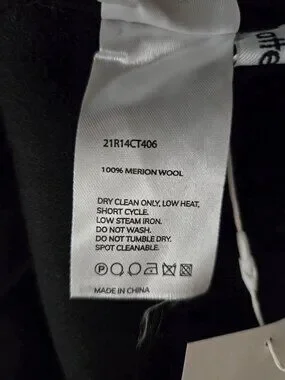 21R14CT406
100% MERION WOOL
DRY CLEAN ONLY, LOW HEAT,
SHORT CYCLE.
LOW STEAM IRON.
DO NOT WASH.
DO NOT TUMBLE DRY.
SPOT CLEANABLE.
P
MADE IN CHINA